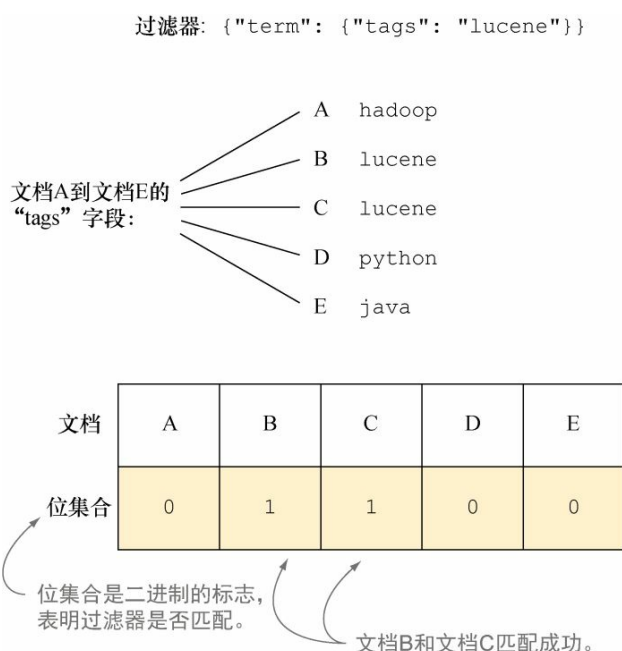 过滤器: {"term": {"tags": "lucene"}}
A hadoop
B lucene
文档A到文档E的
“tags”字段：
C lucene
D python
E java
文档 A B C D E
位集合 0 1 1 0 0
位集合是二进制的标志，
表明过滤器是否匹配。
文档B和文档C匹配成功。